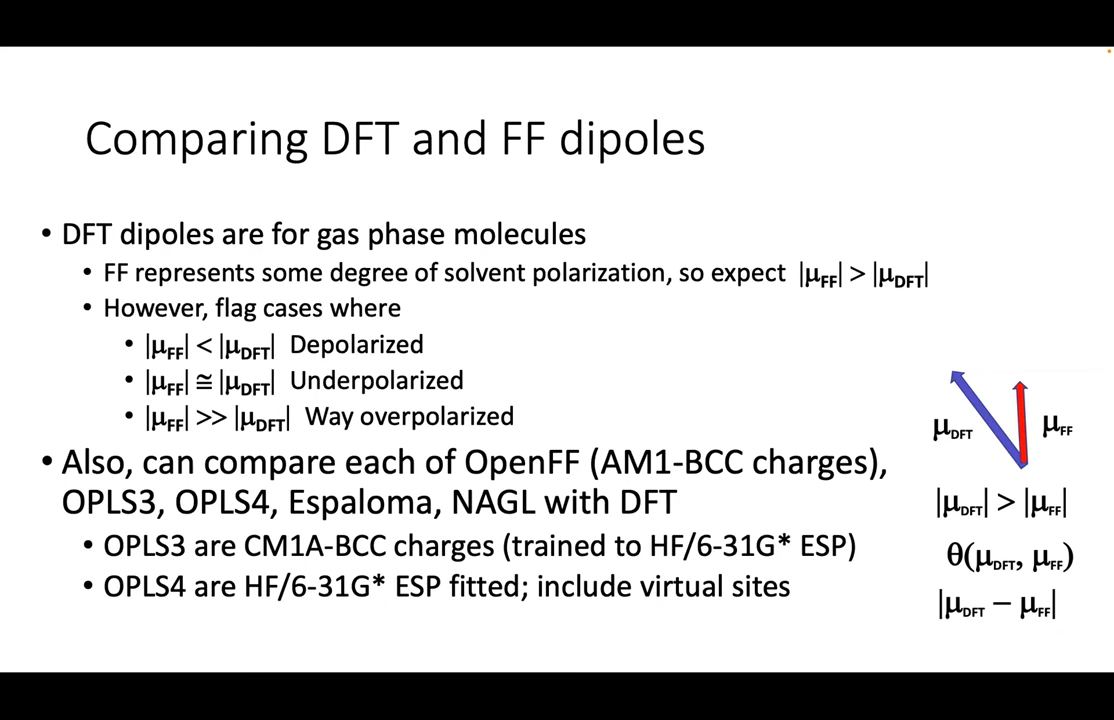 Comparing DFT and FF dipoles
• DFT dipoles are for gas phase molecules
• FF represents some degree of solvent polarization, so expect |μFF| > |μDFT|
• However, flag cases where
• |μFF| < |μDFT| Depolarized
• |μFF| ≅ |μDFT| Underpolarized
• |μFF| >> |μDFT| Way overpolarized
• Also, can compare each of OpenFF (AM1-BCC charges),
OPLS3, OPLS4, Espaloma, NAGL with DFT
• OPLS3 are CM1A-BCC charges (trained to HF/6-31G* ESP)
• OPLS4 are HF/6-31G* ESP fitted; include virtual sites
μDFT μFF
|μDFT| > |μFF|
θ(μDFT, μFF)
|μDFT − μFF|